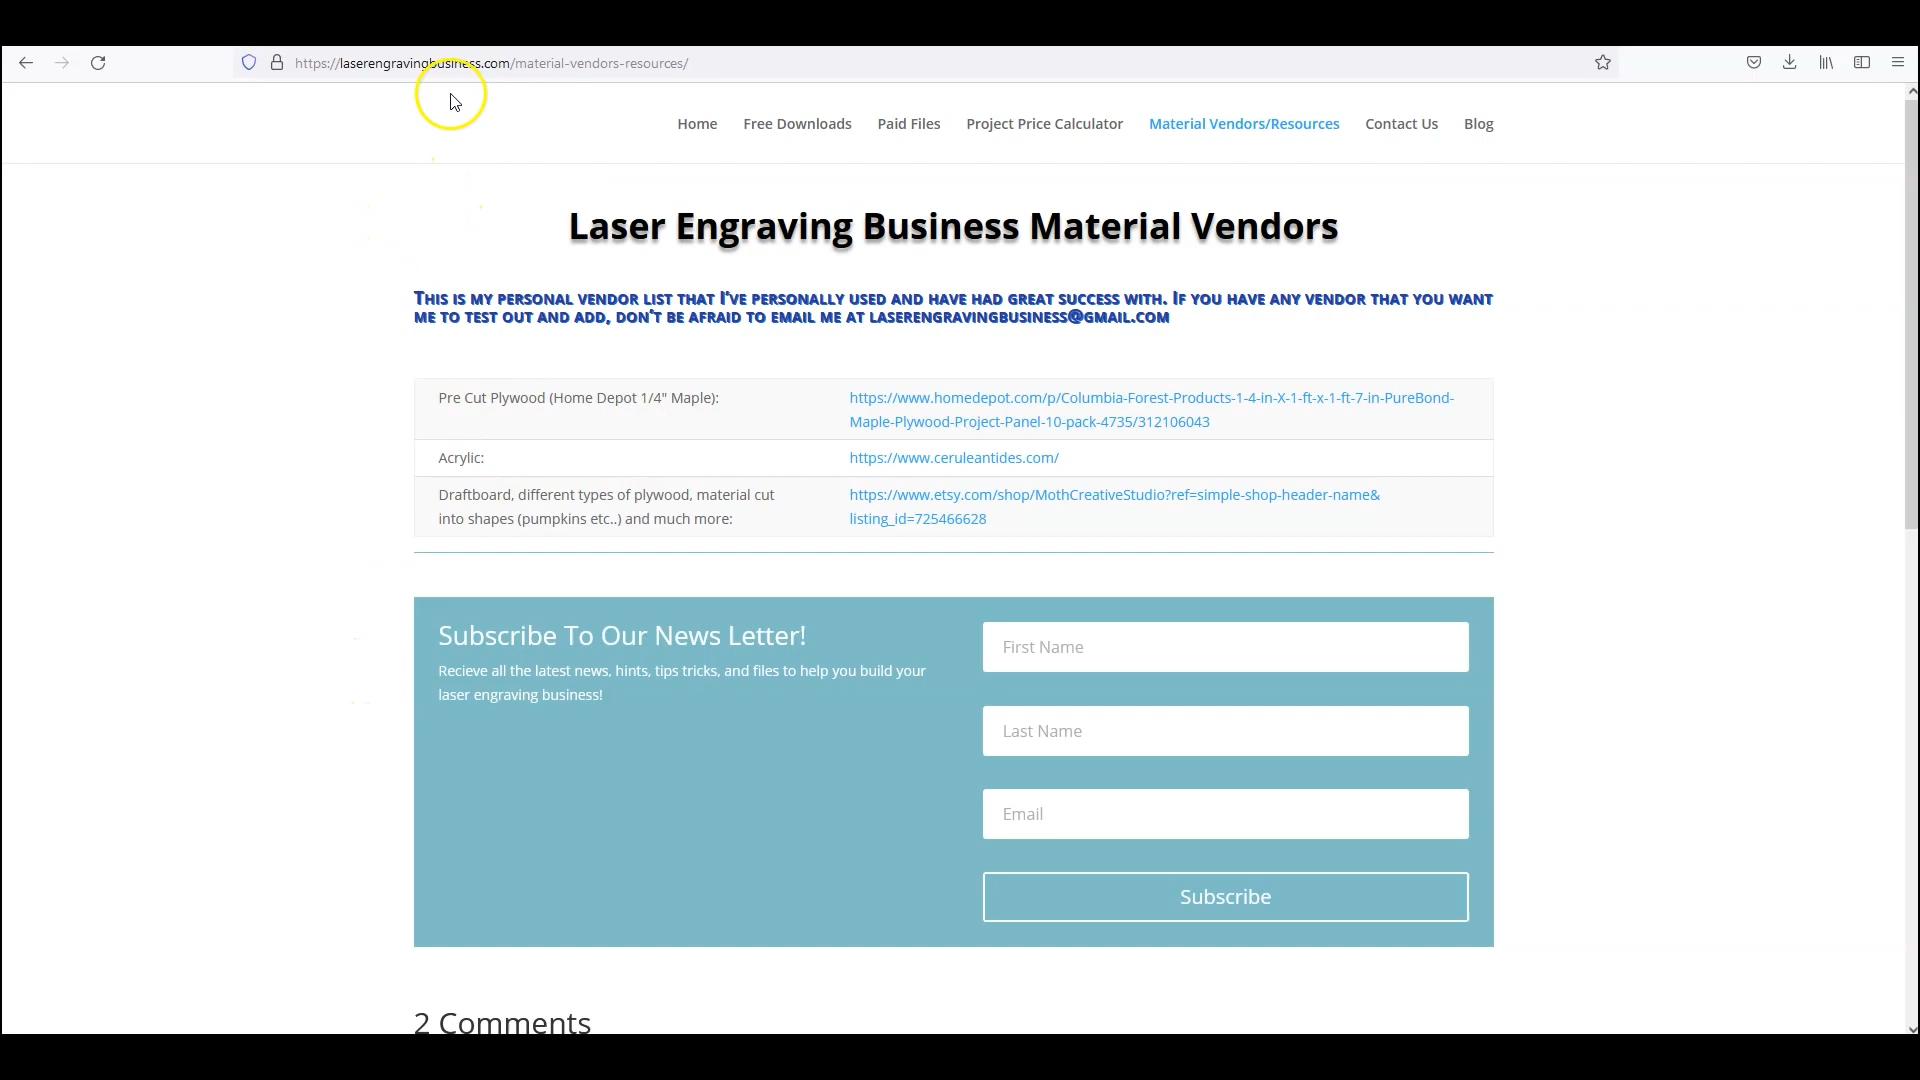 https://laserengravingbusiness.com/material-vendors-resources/
Home Free Downloads Paid Files Project Price Calculator Material Vendors/Resources Contact Us Blog
Laser Engraving Business Material Vendors
This is my personal vendor list that I've personally used and have had great success with. If you have any vendor that you want
me to test out and add, don't be afraid to email me at laserengravingbusiness@gmail.com
Pre Cut Plywood (Home Depot 1/4" Maple):
https://www.homedepot.com/p/Columbia-Forest-Products-1-4-in-X-1-ft-x-1-ft-7-in-PureBond-
Maple-Plywood-Project-Panel-10-pack-4735/312106043
Acrylic:
https://www.ceruleantides.com/
Draftboard, different types of plywood, material cut
into shapes (pumpkins etc..) and much more:
https://www.etsy.com/shop/MothCreativeStudio?ref=simple-shop-header-name&
listing_id=725466628
Subscribe To Our News Letter!
Recieve all the latest news, hints, tips tricks, and files to help you build your
laser engraving business!
First Name
Last Name
Email
Subscribe
2 Comments